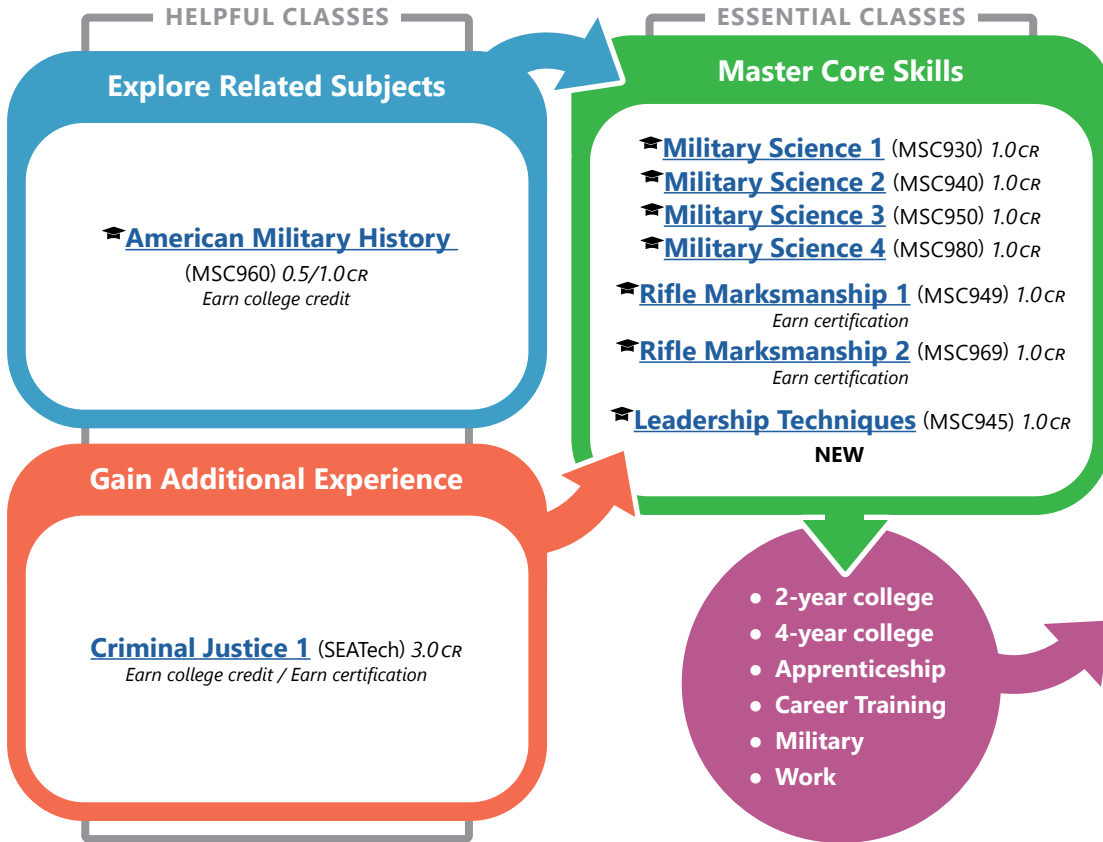 HELPFUL CLASSES
Explore Related Subjects
American Military History
(MSC960) 0.5/1.0 CR
Earn college credit
Gain Additional Experience
Criminal Justice 1 (SEATech) 3.0 CR
Earn college credit / Earn certification
ESSENTIAL CLASSES
Master Core Skills
Military Science 1 (MSC930) 1.0 CR
Military Science 2 (MSC940) 1.0 CR
Military Science 3 (MSC950) 1.0 CR
Military Science 4 (MSC980) 1.0 CR
Rifle Marksmanship 1 (MSC949) 1.0 CR
Earn certification
Rifle Marksmanship 2 (MSC969) 1.0 CR
Earn certification
Leadership Techniques (MSC945) 1.0 CR
NEW
• 2-year college
• 4-year college
• Apprenticeship
• Career Training
• Military
• Work